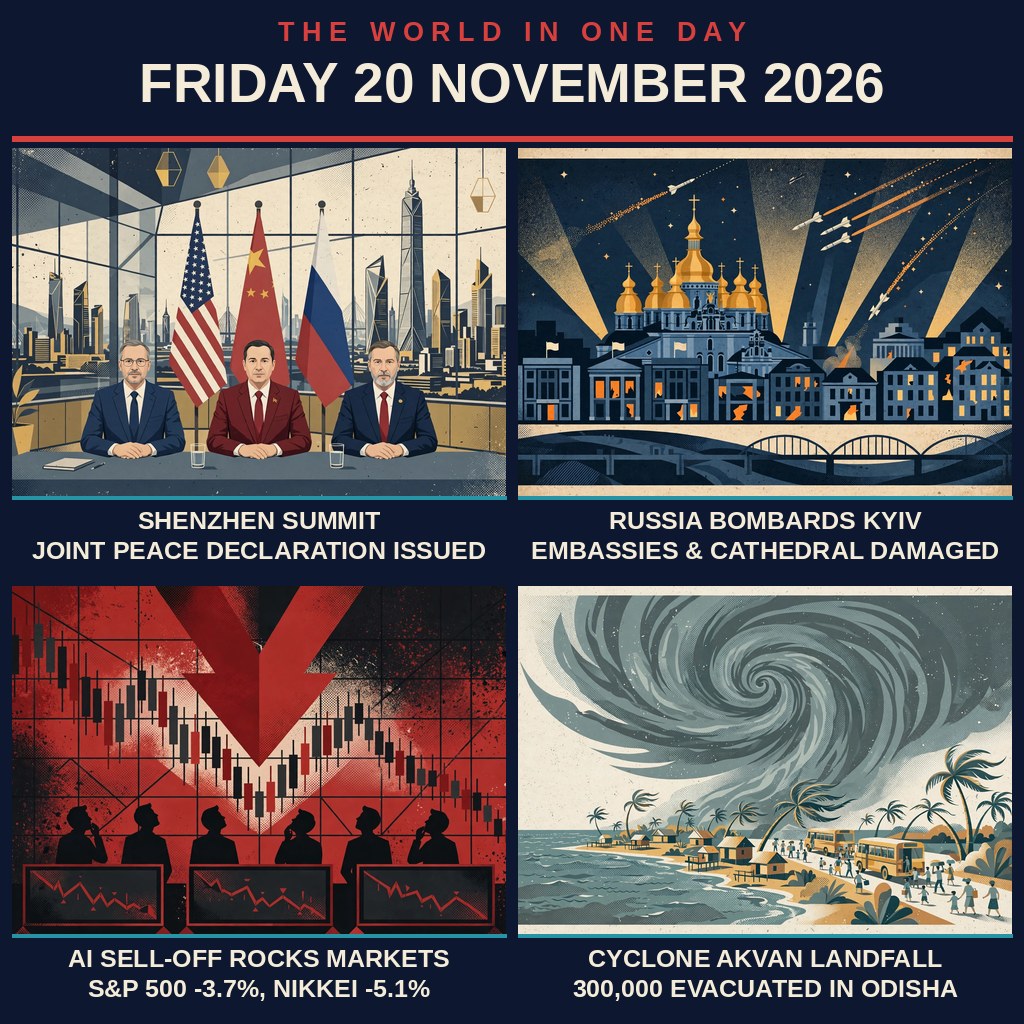 THE WORLD IN ONE DAY
FRIDAY 20 NOVEMBER 2026
SHENZHEN SUMMIT
JOINT PEACE DECLARATION ISSUED
RUSSIA BOMBARDS KYIV
EMBASSIES & CATHEDRAL DAMAGED
AI SELL-OFF ROCKS MARKETS
S&P 500 -3.7%, NIKKEI -5.1%
CYCLONE AKVAN LANDFALL
300,000 EVACUATED IN ODISHA